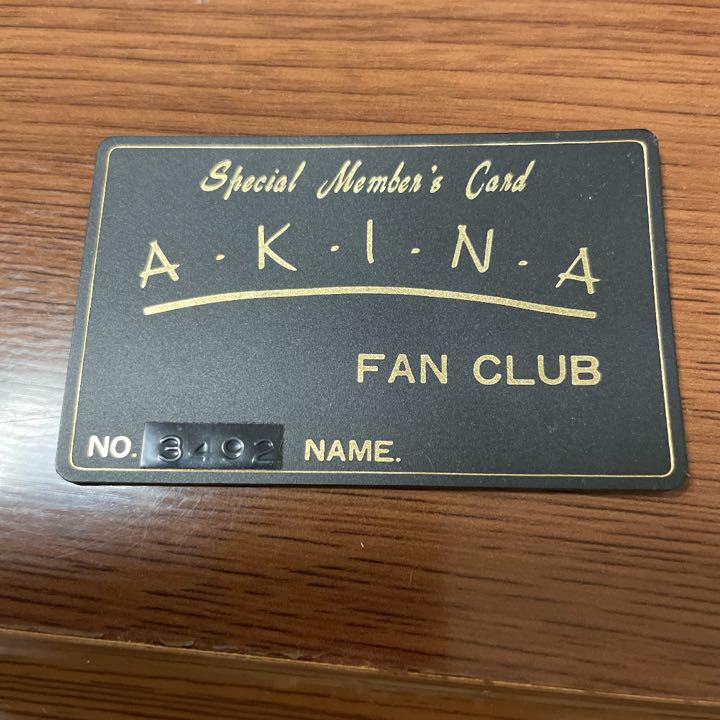 Special Member's Card
A・K・I・N・A
FAN CLUB
NO. 3492 NAME.